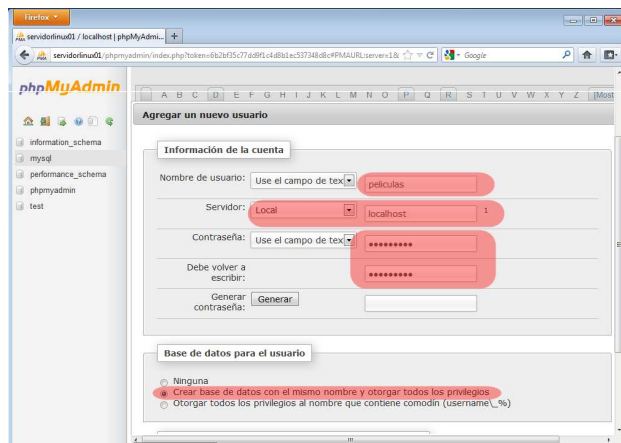 Firefox
servidorlinux01 / localhost | phpMyAdmi...
servidorlinux01/phpmyadmin/index.php?token=6b2bf35c77dd9f1c4d8b1ec537348d8c#PMAURL:server=1&
Google
phpMyAdmin
information_schema
mysql
performance_schema
phpmyadmin
test
A B C D E F G H I J K L M N O P Q R S T U V W X Y Z [Most
Agregar un nuevo usuario
Información de la cuenta
Nombre de usuario: Use el campo de tex peliculas
Servidor: Local localhost 1
Contraseña: Use el campo de tex •••••••••
Debe volver a
escribir: •••••••••
Generar
contraseña: Generar
Base de datos para el usuario
Ninguna
Crear base de datos con el mismo nombre y otorgar todos los privilegios
Otorgar todos los privilegios al nombre que contiene comodín (username\_%)